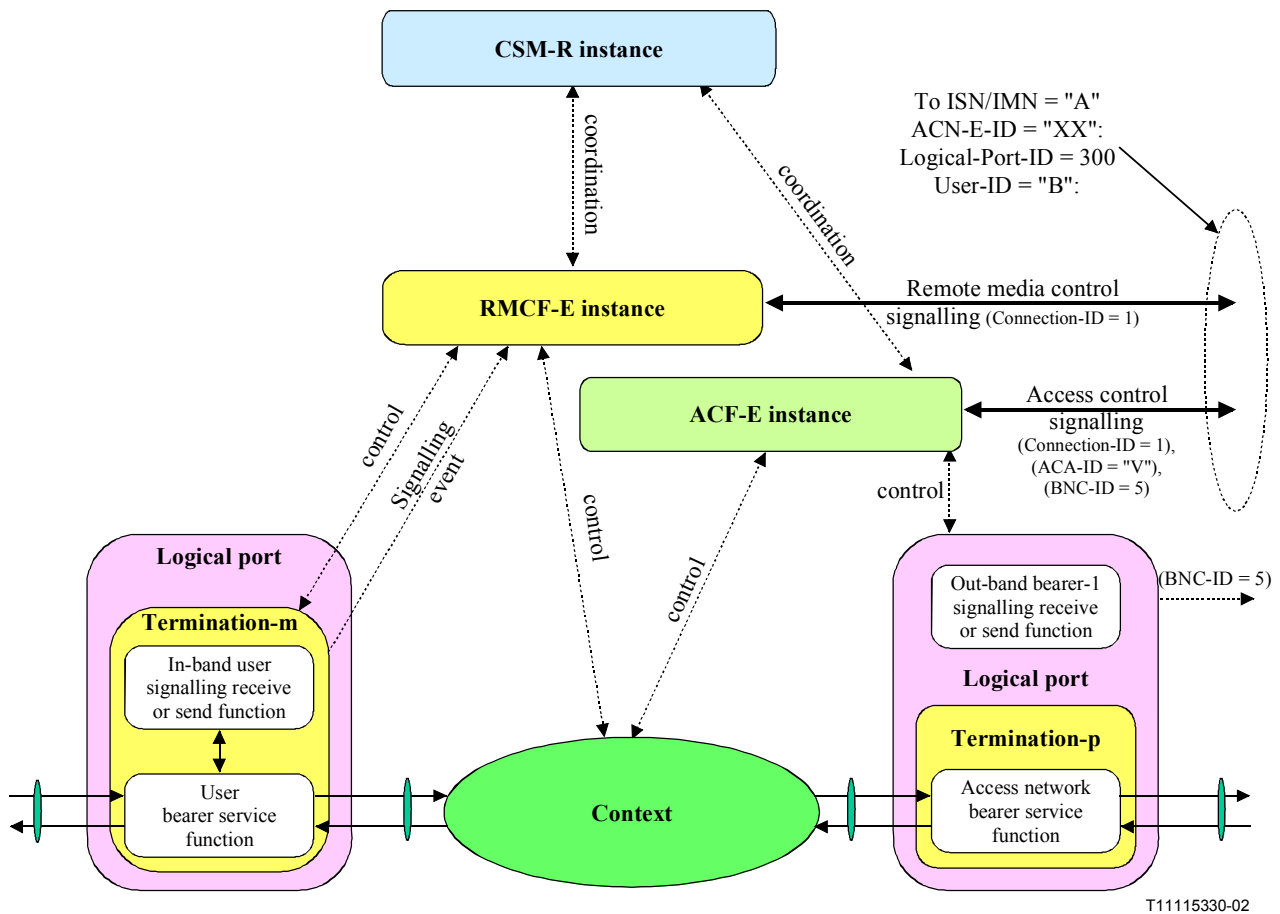 CSM-R instance
To ISN/IMN = "A"
ACN-E-ID = "XX":
Logical-Port-ID = 300
User-ID = "B":
coordination
coordination
RMCF-E instance
Remote media control
signalling (Connection-ID = 1)
ACF-E instance
Access control
signalling
(Connection-ID = 1),
(ACA-ID = "V"),
(BNC-ID = 5)
control
Signalling
event
control
control
control
Logical port
Termination-m
In-band user
signalling receive
or send function
User
bearer service
function
Context
Out-band bearer-1
signalling receive
or send function
(BNC-ID = 5)
Logical port
Termination-p
Access network
bearer service
function
T11115330-02